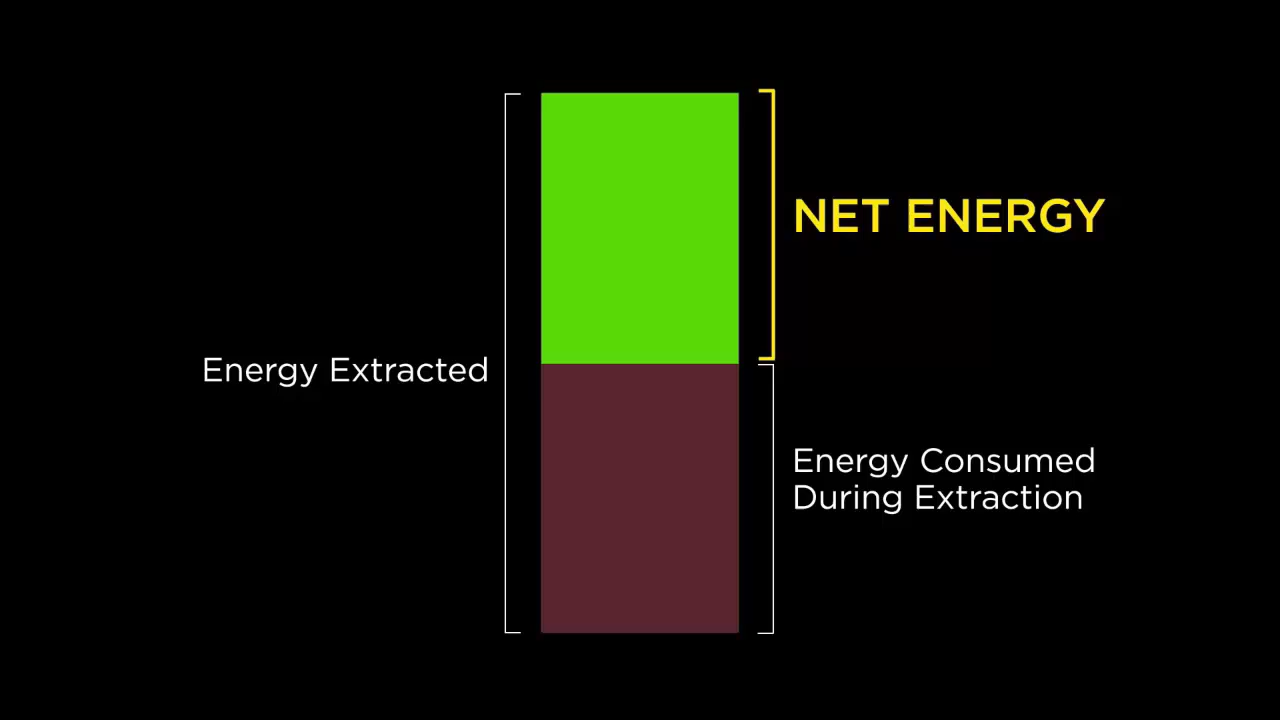 NET ENERGY
Energy Extracted
Energy Consumed
During Extraction